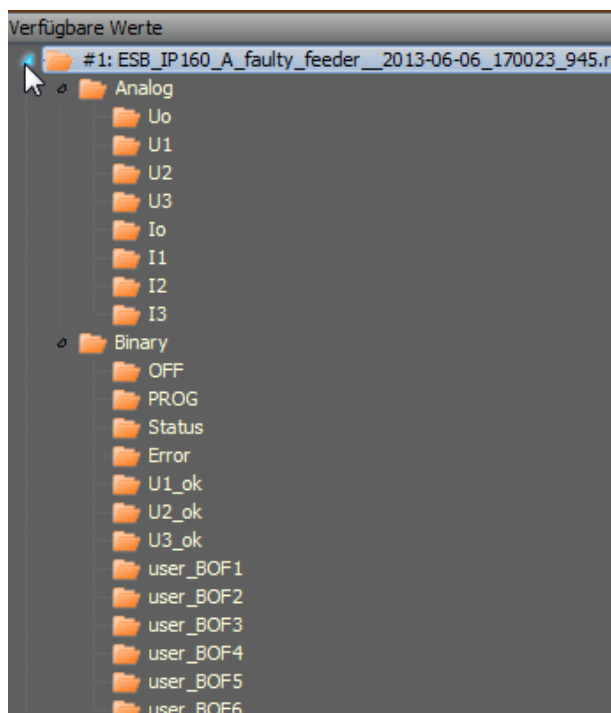 Verfügbare Werte
#1: ESB_IP160_A_faulty_feeder__2013-06-06_170023_945.r
Analog
Uo
U1
U2
U3
Io
I1
I2
I3
Binary
OFF
PROG
Status
Error
U1_ok
U2_ok
U3_ok
user_BOF1
user_BOF2
user_BOF3
user_BOF4
user_BOF5
user_BOF6